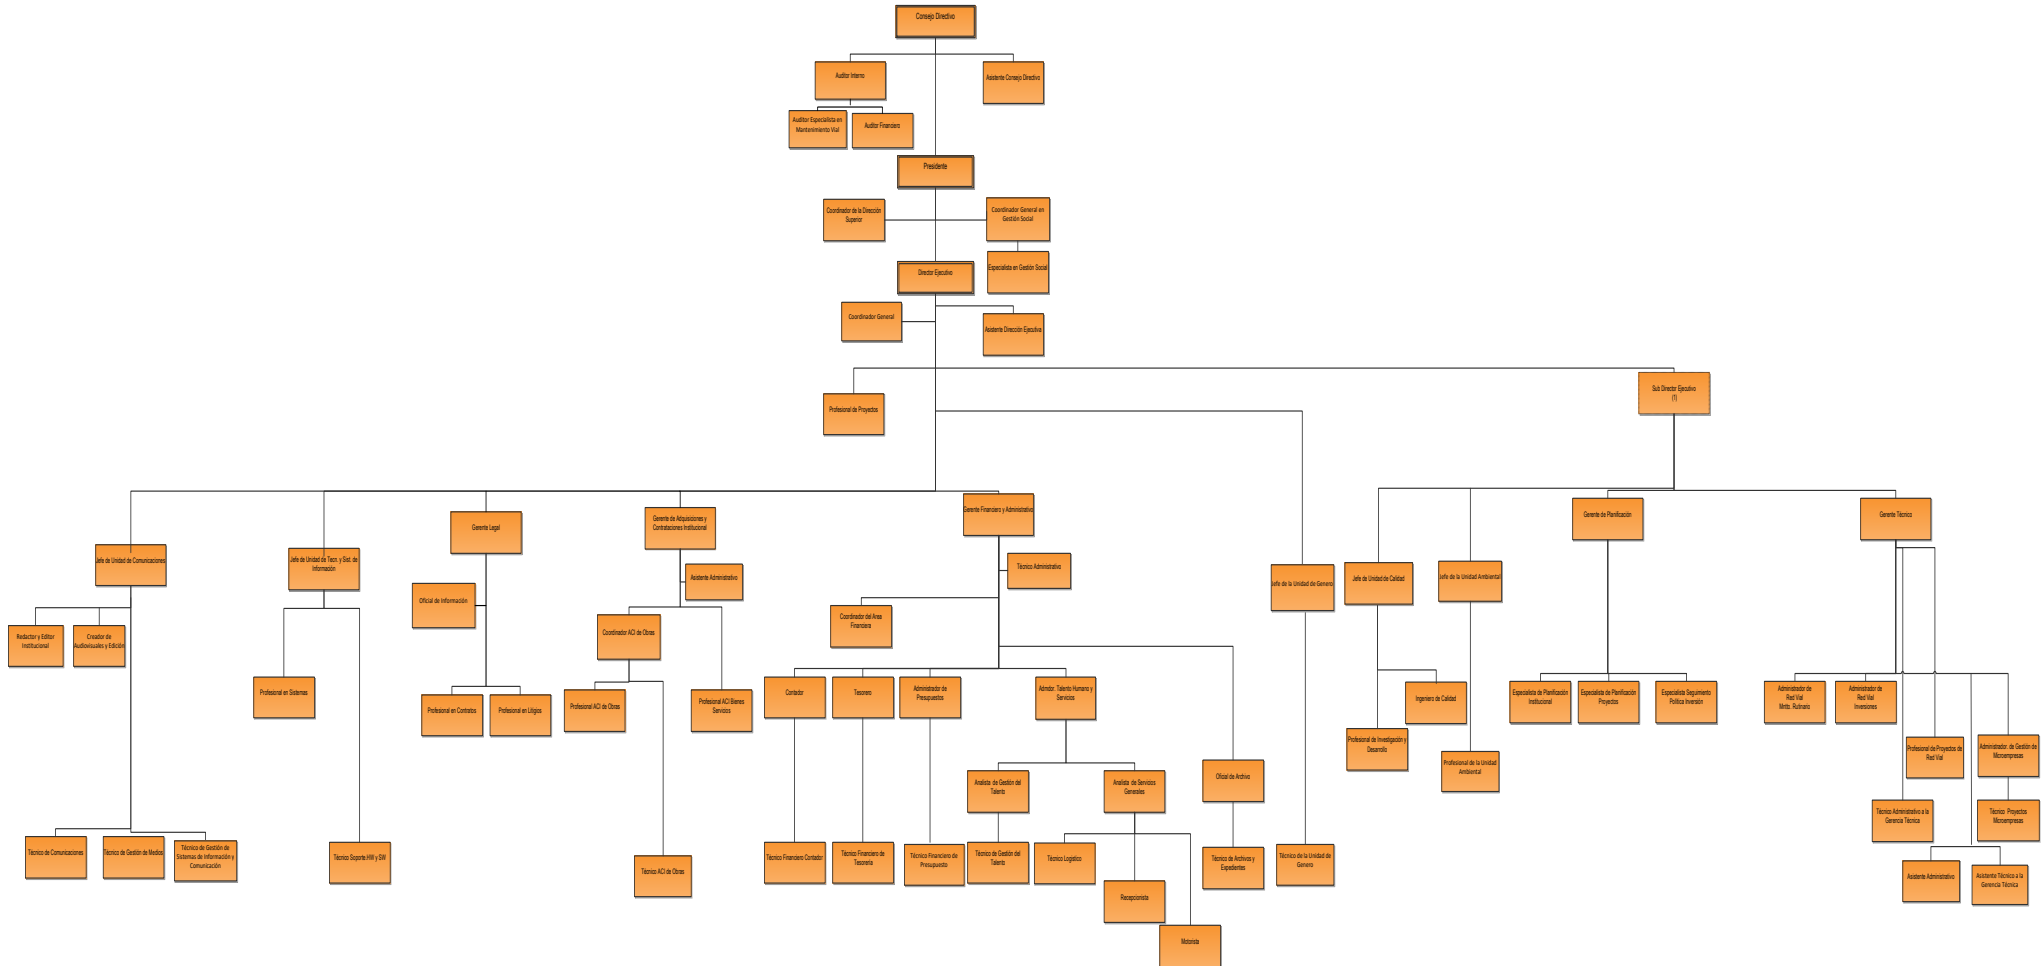 Consejo Directivo
Auditor Interno
Asistente Consejo Directivo
Auditor Especialista en
Mantenimiento Vial
Auditor Financiero
Presidente
Coordinador de la Dirección
Superior
Coordinador General en
Gestión Social
Especialista en Gestión Social
Director Ejecutivo
Coordinador General
Asistente Dirección Ejecutiva
Profesional de Proyectos
Sub Director Ejecutivo
(1)
Jefe de Unidad de Comunicaciones
Jefe de Unidad de Tecn. y Sist. de
Información
Gerente Legal
Gerente de Adquisiciones y
Contrataciones Institucional
Gerente Financiero y Administrativo
Jefe de la Unidad de Genero
Jefe de Unidad de Calidad
Jefe de la Unidad Ambiental
Gerente de Planificación
Gerente Técnico
Redactor y Editor
Institucional
Creador de
Audiovisuales y Edición
Oficial de Información
Asistente Administrativo
Técnico Administrativo
Coordinador ACI de Obras
Coordinador del Area
Financiera
Profesional en Sistemas
Profesional en Contratos
Profesional en Litigios
Profesional ACI de Obras
Profesional ACI Bienes
Servicios
Contador
Tesorero
Administrador de
Presupuestos
Admdor. Talento Humano y
Servicios
Ingeniero de Calidad
Profesional de Investigación y
Desarrollo
Profesional de la Unidad
Ambiental
Especialista de Planificación
Institucional
Especialista de Planificación
Proyectos
Especialista Seguimiento
Política Inversión
Administrador de
Red Vial
Mntto. Rutinario
Administrador de
Red Vial
Inversiones
Profesional de Proyectos de
Red Vial
Administrador. de Gestión de
Microempresas
Analista de Gestión del
Talento
Analista de Servicios
Generales
Oficial de Archivo
Técnico Administrativo a la
Gerencia Técnica
Técnico Proyectos
Microempresas
Técnico de Comunicaciones
Técnico de Gestión de Medios
Técnico de Gestión de
Sistemas de Información y
Comunicación
Técnico Soporte HW y SW
Técnico ACI de Obras
Técnico Financiero Contador
Técnico Financiero de
Tesoreria
Técnico Financiero de
Presupuesto
Técnico de Gestión del
Talento
Técnico Logistico
Técnico de Archivos y
Expedientes
Técnico de la Unidad de
Genero
Recepcionista
Motorista
Asistente Administrativo
Asistente Técnico a la
Gerencia Técnica